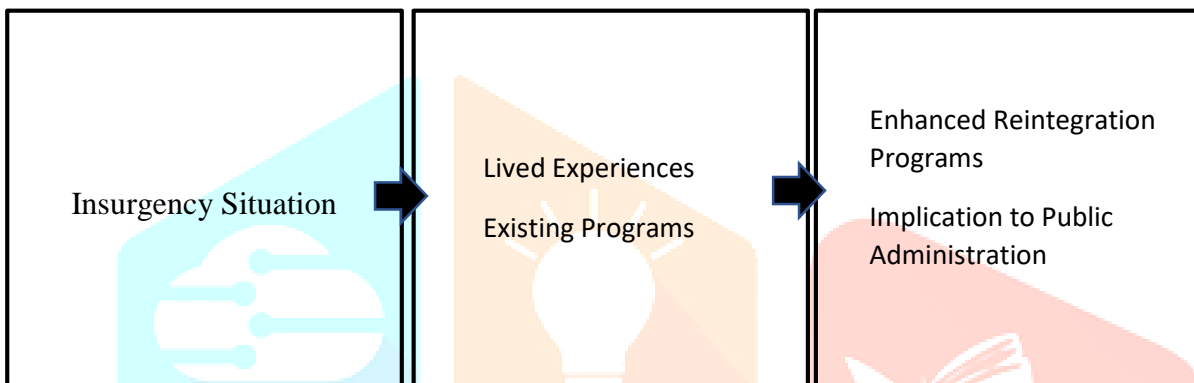 Insurgency Situation
Lived Experiences
Existing Programs
Enhanced Reintegration
Programs
Implication to Public
Administration